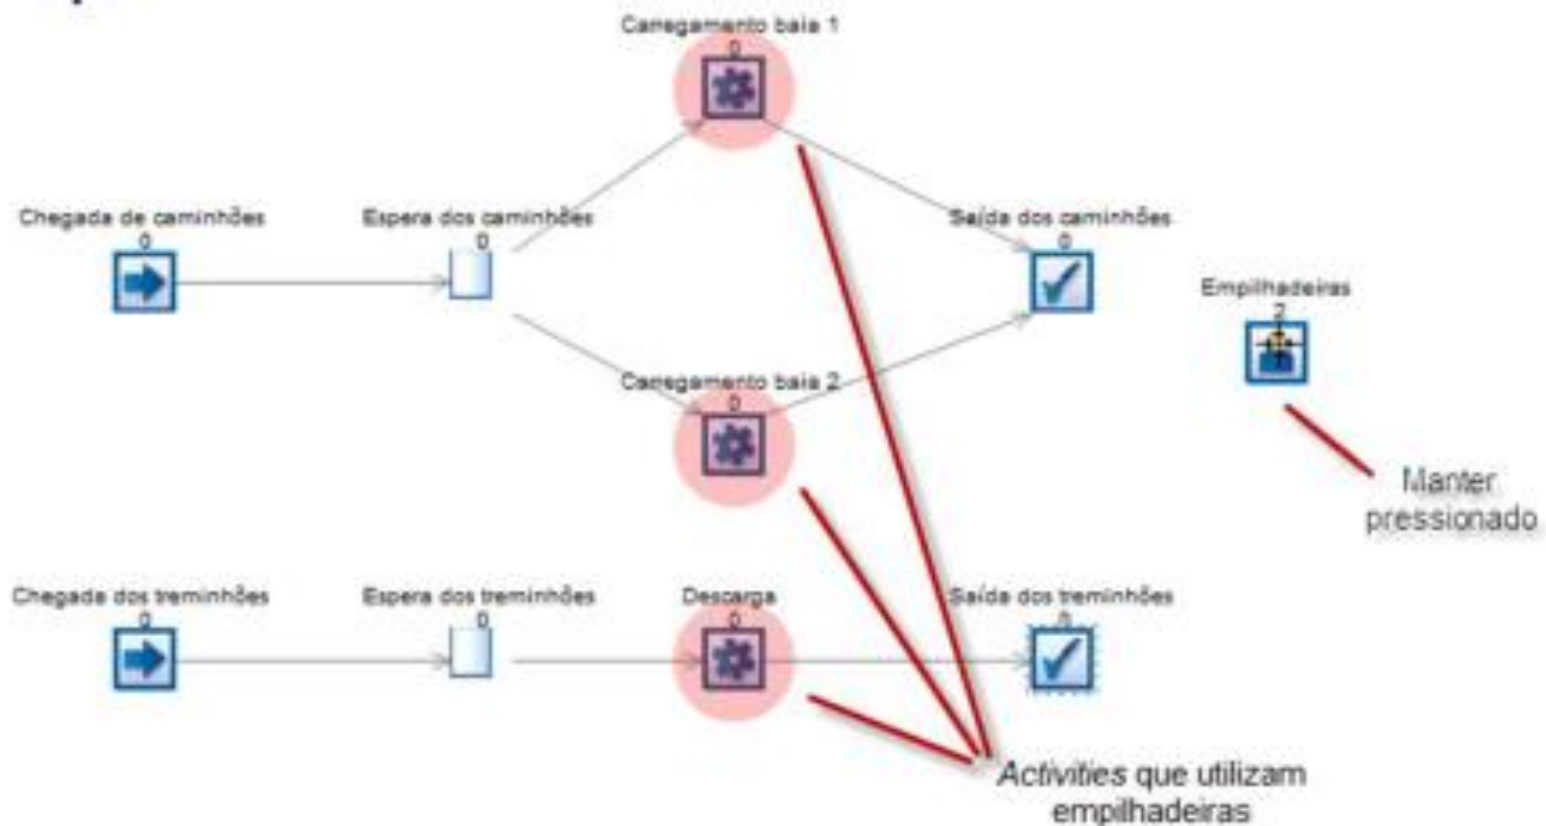 Carregamento baia 1
0
Chegada de caminhões
0
Espera dos caminhões
0
Saída dos caminhões
0
Empilhadeiras
2
Carregamento baia 2
0
Manter
pressionado
Chegada dos treminhões
0
Espera dos treminhões
0
Descarga
0
Saída dos treminhões
0
Activities que utilizam
empilhadeiras